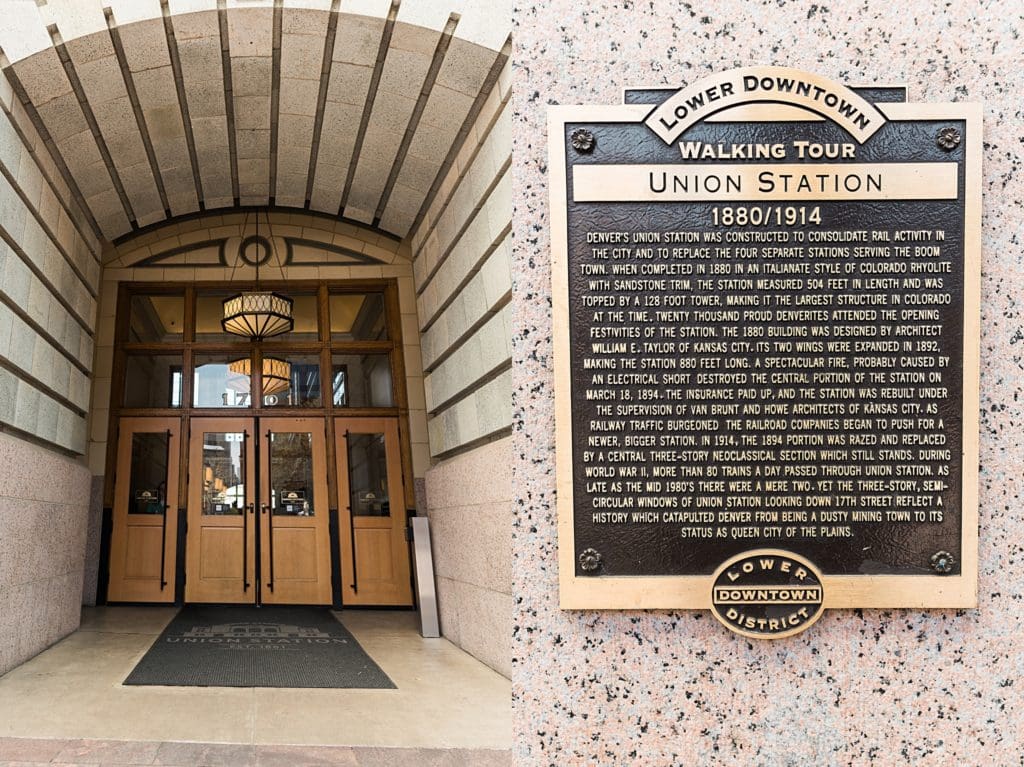 UNION STATION
LOWER DOWNTOWN
WALKING TOUR
UNION STATION
1880/1914
DENVER'S UNION STATION WAS CONSTRUCTED TO CONSOLIDATE RAIL ACTIVITY IN
THE CITY AND TO REPLACE THE FOUR SEPARATE STATIONS SERVING THE BOOM
TOWN. WHEN COMPLETED IN 1880 IN AN ITALIANATE STYLE OF COLORADO RHYOLITE
WITH SANDSTONE TRIM, THE STATION MEASURED 504 FEET IN LENGTH AND WAS
TOPPED BY A 128 FOOT TOWER, MAKING IT THE LARGEST STRUCTURE IN COLORADO
AT THE TIME. TWENTY THOUSAND PROUD DENVERITES ATTENDED THE OPENING
FESTIVITIES OF THE STATION. THE 1880 BUILDING WAS DESIGNED BY ARCHITECT
WILLIAM E. TAYLOR OF KANSAS CITY. ITS TWO WINGS WERE EXPANDED IN 1892,
MAKING THE STATION 880 FEET LONG. A SPECTACULAR FIRE, PROBABLY CAUSED BY
AN ELECTRICAL SHORT DESTROYED THE CENTRAL PORTION OF THE STATION ON
MARCH 18, 1894. THE INSURANCE PAID UP, AND THE STATION WAS REBUILT UNDER
THE SUPERVISION OF VAN BRUNT AND HOWE ARCHITECTS OF KANSAS CITY. AS
RAILWAY TRAFFIC BURGEONED THE RAILROAD COMPANIES BEGAN TO PUSH FOR A
NEWER, BIGGER STATION. IN 1914, THE 1894 PORTION WAS RAZED AND REPLACED
BY A CENTRAL THREE-STORY NEOCLASSICAL SECTION WHICH STILL STANDS. DURING
WORLD WAR II, MORE THAN 80 TRAINS A DAY PASSED THROUGH UNION STATION. AS
LATE AS THE MID 1980'S THERE WERE A MERE TWO. YET THE THREE-STORY, SEMI-
CIRCULAR WINDOWS OF UNION STATION LOOKING DOWN 17TH STREET REFLECT A
HISTORY WHICH CATAPULTED DENVER FROM BEING A DUSTY MINING TOWN TO ITS
STATUS AS QUEEN CITY OF THE PLAINS.
LOWER
DOWNTOWN
DISTRICT